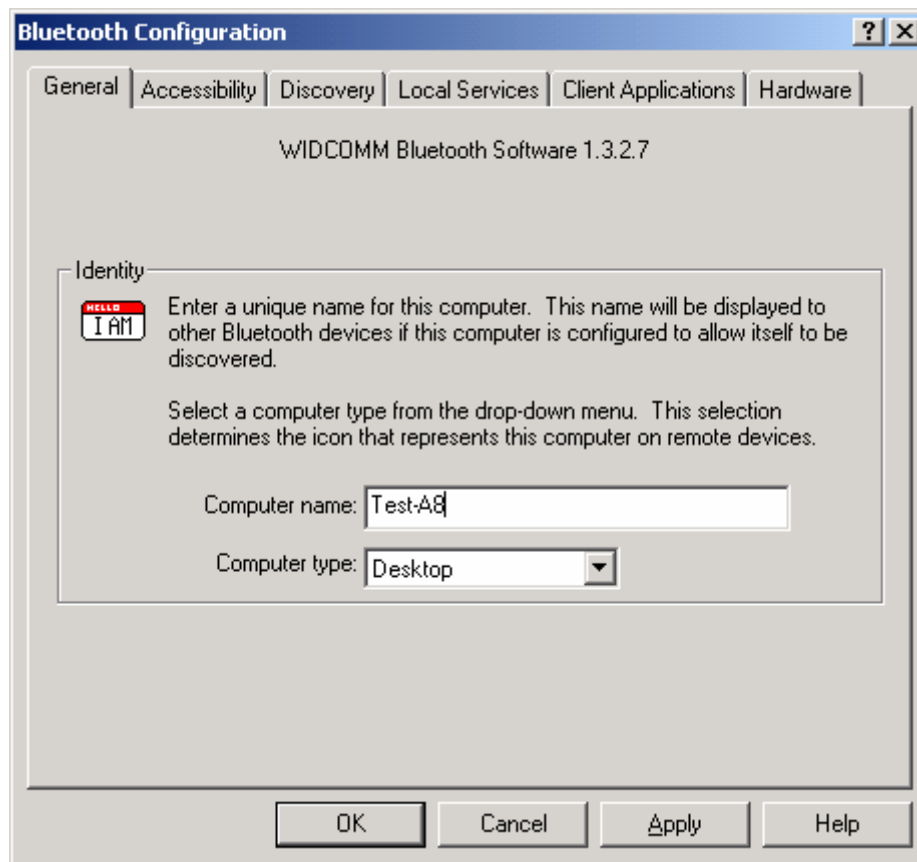 Bluetooth Configuration
General Accessibility Discovery Local Services Client Applications Hardware
WIDCOMM Bluetooth Software 1.3.2.7
Identity
HELLO
I AM
Enter a unique name for this computer. This name will be displayed to
other Bluetooth devices if this computer is configured to allow itself to be
discovered.
Select a computer type from the drop-down menu. This selection
determines the icon that represents this computer on remote devices.
Computer name: Test-A8
Computer type: Desktop
OK Cancel Apply Help